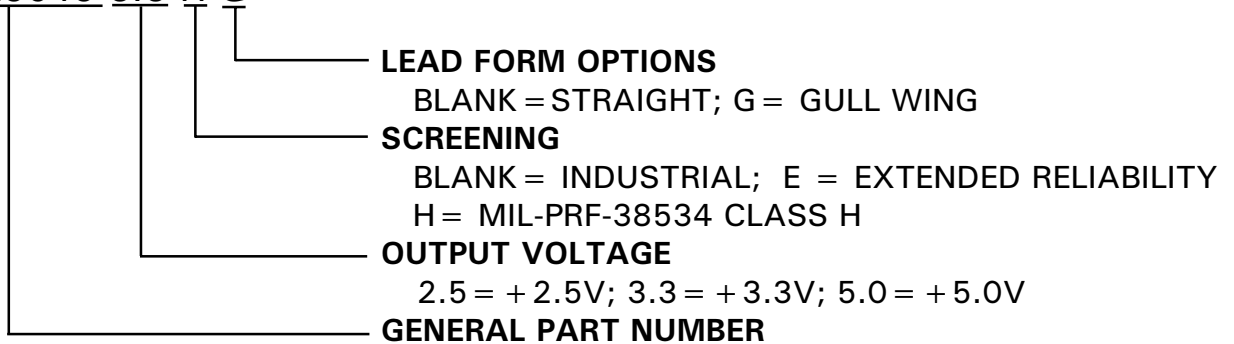 LEAD FORM OPTIONS
BLANK = STRAIGHT; G = GULL WING
SCREENING
BLANK = INDUSTRIAL; E = EXTENDED RELIABILITY
H = MIL-PRF-38534 CLASS H
OUTPUT VOLTAGE
2.5 = +2.5V; 3.3 = +3.3V; 5.0 = +5.0V
GENERAL PART NUMBER